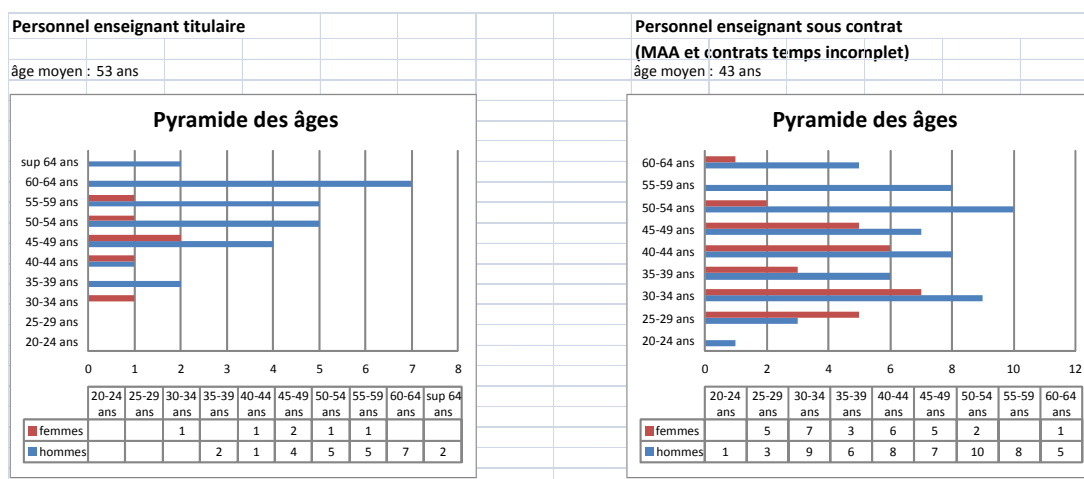 Personnel enseignant titulaire
âge moyen : 53 ans
Pyramide des âges
sup 64 ans
60-64 ans
55-59 ans
50-54 ans
45-49 ans
40-44 ans
35-39 ans
30-34 ans
25-29 ans
20-24 ans
0 1 2 3 4 5 6 7 8
20-24 ans 25-29 ans 30-34 ans 35-39 ans 40-44 ans 45-49 ans 50-54 ans 55-59 ans 60-64 ans sup 64 ans
femmes 1 1 2 1 1
hommes 2 1 4 5 5 7 2
Personnel enseignant sous contrat
(MAA et contrats temps incomplet)
âge moyen : 43 ans
Pyramide des âges
60-64 ans
55-59 ans
50-54 ans
45-49 ans
40-44 ans
35-39 ans
30-34 ans
25-29 ans
20-24 ans
0 2 4 6 8 10 12
20-24 ans 25-29 ans 30-34 ans 35-39 ans 40-44 ans 45-49 ans 50-54 ans 55-59 ans 60-64 ans
femmes 5 7 3 6 5 2 1
hommes 1 3 9 6 8 7 10 8 5